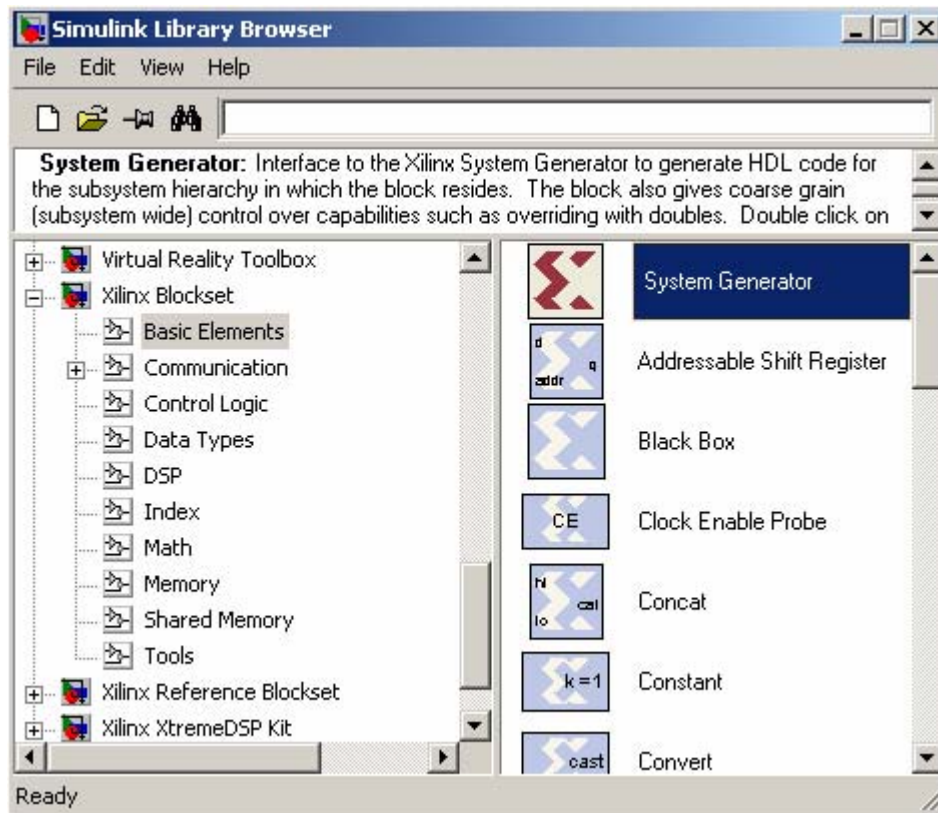 Simulink Library Browser
File Edit View Help
System Generator: Interface to the Xilinx System Generator to generate HDL code for
the subsystem hierarchy in which the block resides. The block also gives coarse grain
(subsystem wide) control over capabilities such as overriding with doubles. Double click on
Virtual Reality Toolbox
Xilinx Blockset
Basic Elements
Communication
Control Logic
Data Types
DSP
Index
Math
Memory
Shared Memory
Tools
Xilinx Reference Blockset
Xilinx XtremeDSP Kit
System Generator
d
q
addr
Addressable Shift Register
Black Box
CE
Clock Enable Probe
hi
lo
Concat
k =1
Constant
cast
Convert
Ready